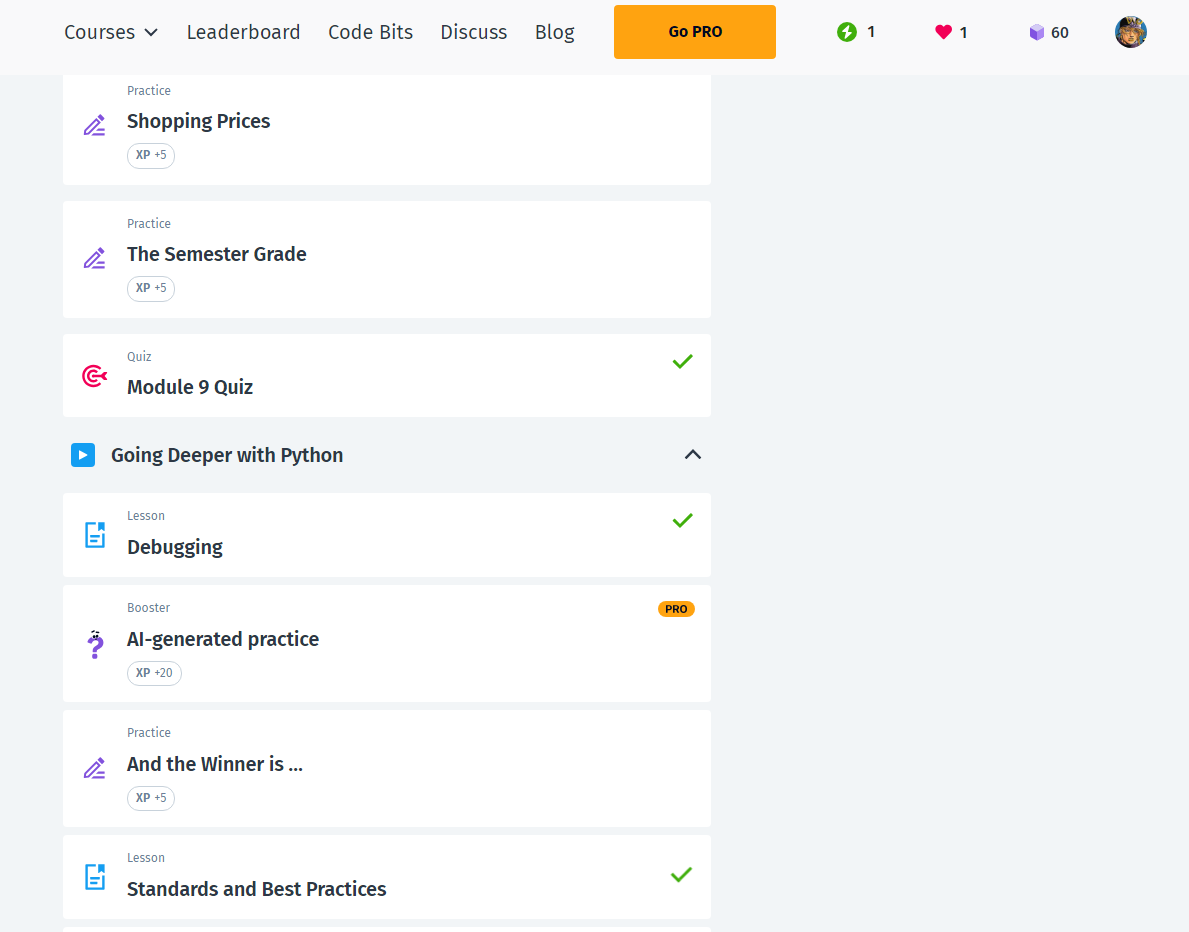 Courses Leaderboard Code Bits Discuss Blog Go PRO 1 1 60
Practice
Shopping Prices
XP +5
Practice
The Semester Grade
XP +5
Quiz
Module 9 Quiz
Going Deeper with Python
Lesson
Debugging
Booster
PRO
AI-generated practice
XP +20
Practice
And the Winner is ...
XP +5
Lesson
Standards and Best Practices